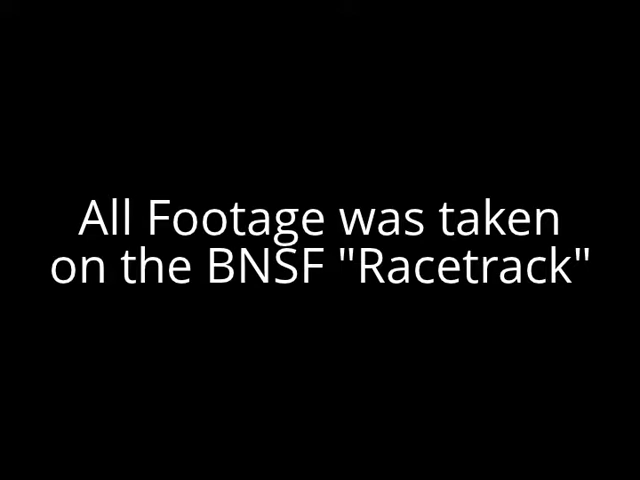 All Footage was taken
on the BNSF "Racetrack"